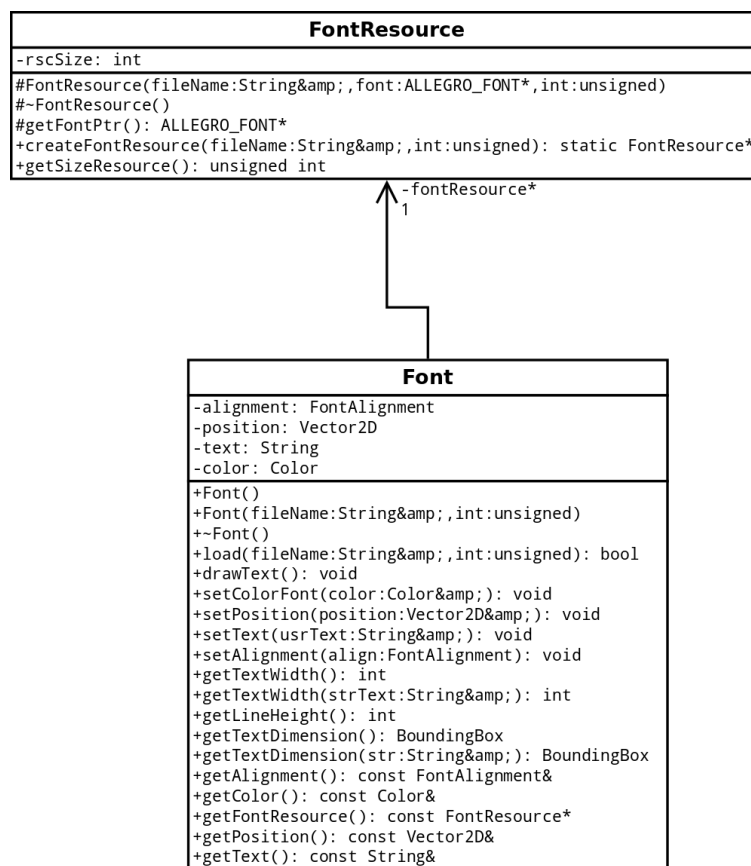 FontResource
-rscSize: int
#FontResource(fileName:String&amp;,font:ALLEGRO_FONT*,int:unsigned)
#~FontResource()
#getFontPtr(): ALLEGRO_FONT*
+createFontResource(fileName:String&amp;,int:unsigned): static FontResource*
+getSizeResource(): unsigned int
-fontResource*
1
Font
-alignment: FontAlignment
-position: Vector2D
-text: String
-color: Color
+Font()
+Font(fileName:String&amp;,int:unsigned)
+~Font()
+load(fileName:String&amp;,int:unsigned): bool
+drawText(): void
+setColorFont(color:Color&amp;): void
+setPosition(position:Vector2D&amp;): void
+setText(usrText:String&amp;): void
+setAlignment(align:FontAlignment): void
+getTextWidth(): int
+getTextWidth(strText:String&amp;): int
+getLineHeight(): int
+getTextDimension(): BoundingBox
+getTextDimension(str:String&amp;): BoundingBox
+getAlignment(): const FontAlignment&
+getColor(): const Color&
+getFontResource(): const FontResource*
+getPosition(): const Vector2D&
+getText(): const String&